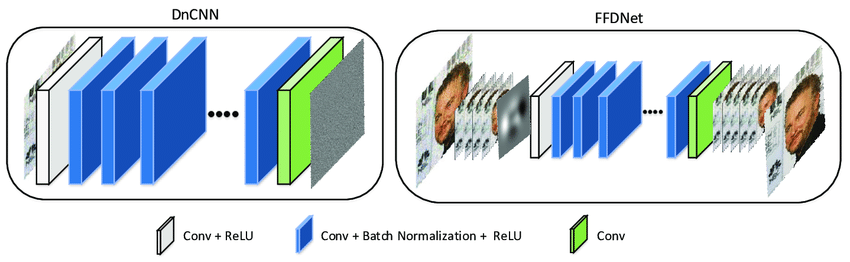 DnCNN
FFDNet
Conv + ReLU
Conv + Batch Normalization + ReLU
Conv